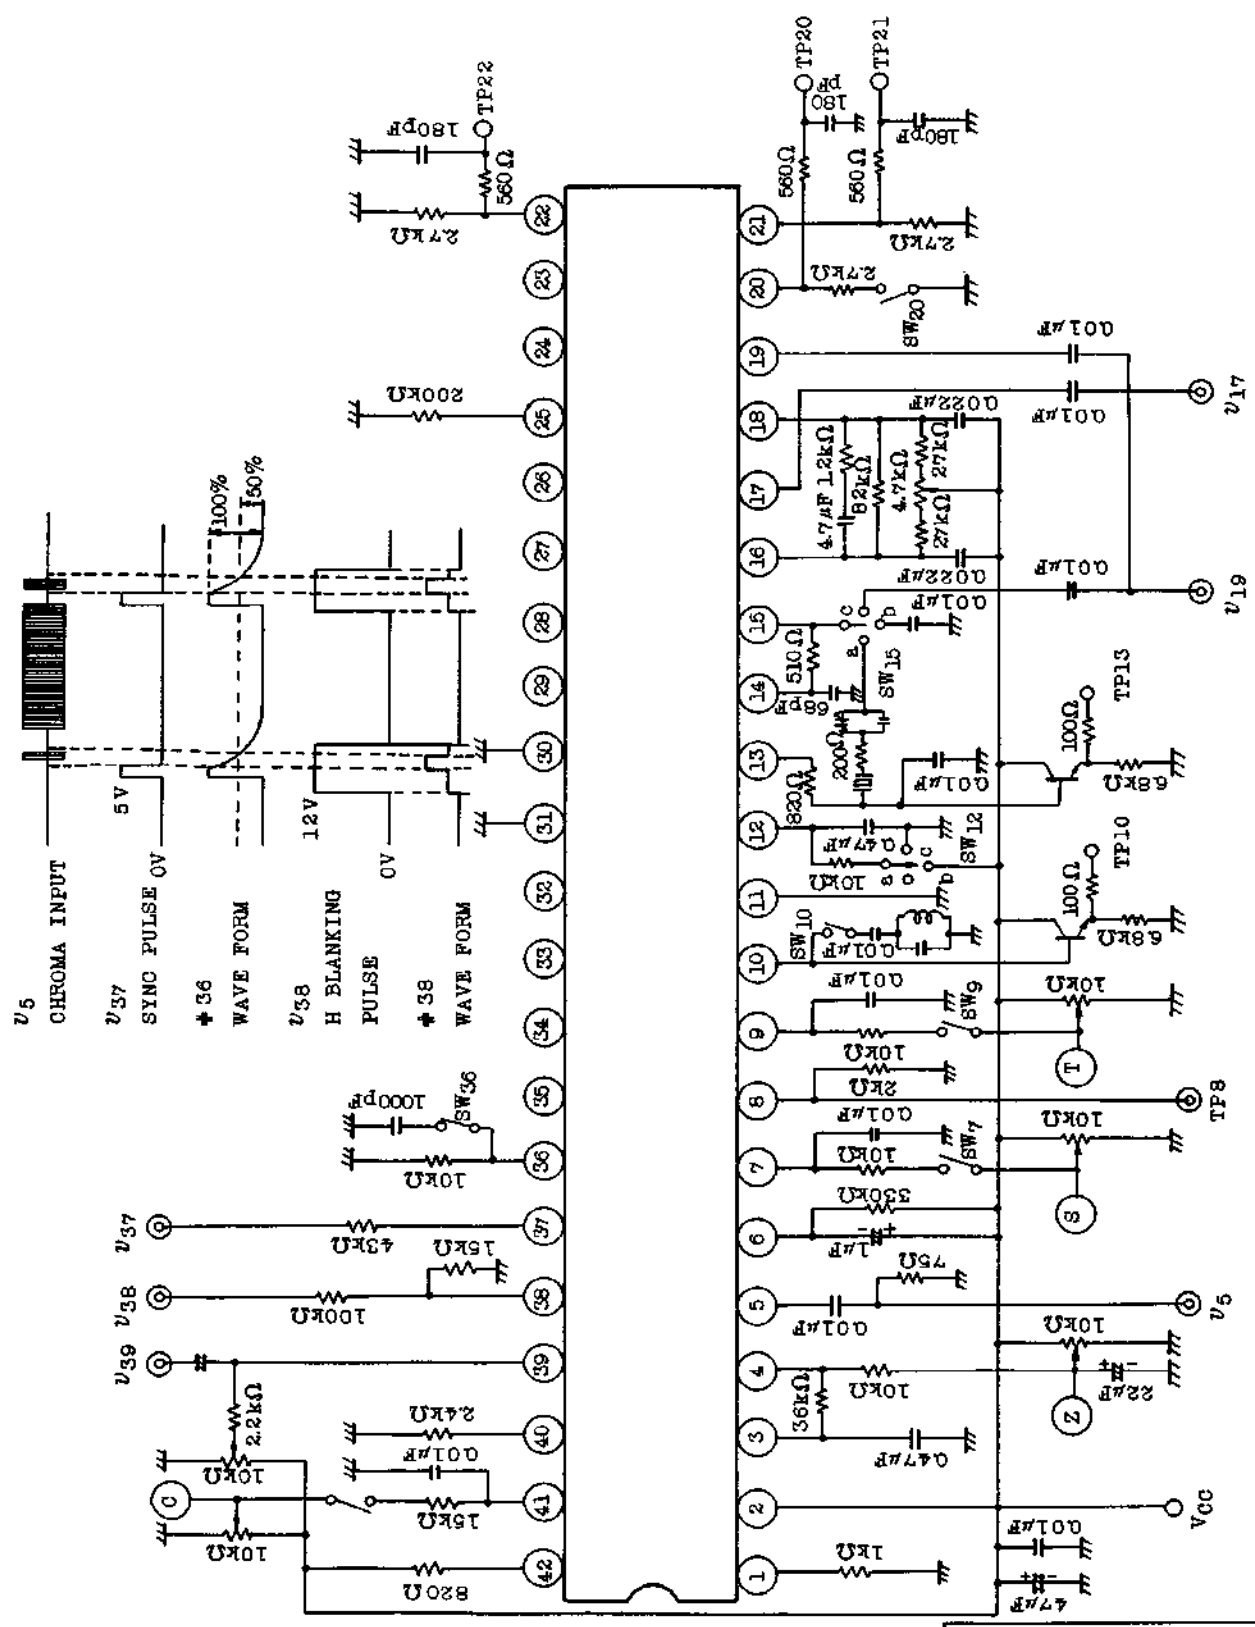 v5
CHROMA INPUT
v37
SYNC PULSE
5V
0V
#36
WAVE FORM
100%
50%
v38
H BLANKING
PULSE
12V
0V
#38
WAVE FORM
TP22
180pF
560Ω
2.7kΩ
200kΩ
1000pF
SW36
10kΩ
v37
43kΩ
v38
100kΩ
15kΩ
v39
2.2kΩ
10kΩ
2.4kΩ
0.01μF
C
10kΩ
15kΩ
820Ω
22
23
24
25
26
27
28
29
30
31
32
33
34
35
36
37
38
39
40
41
42
21
20
19
18
17
16
15
14
13
12
11
10
9
8
7
6
5
4
3
2
1
TP20
180
pF
TP21
180pF
560Ω
560Ω
2.7kΩ
2.7kΩ
SW20
0.01μF
0.01μF
v17
0.022μF
1.2kΩ
4.7μF
82kΩ
4.7kΩ
27kΩ
27kΩ
0.022μF
0.01μF
v19
c
b
a
0.01μF
SW15
510Ω
68pF
200Ω
820Ω
0.01μF
TP13
100Ω
6.8kΩ
0.47μF
10kΩ
a
c
b
SW12
SW10
0.01μF
TP10
100Ω
6.8kΩ
0.01μF
10kΩ
SW9
10kΩ
T
2kΩ
TP8
0.01μF
10kΩ
SW7
10kΩ
S
330kΩ
1μF
-
+
75Ω
0.01μF
v5
10kΩ
10kΩ
+
-
22μF
Z
36kΩ
0.47μF
VCC
0.01μF
+
-
47μF
1kΩ